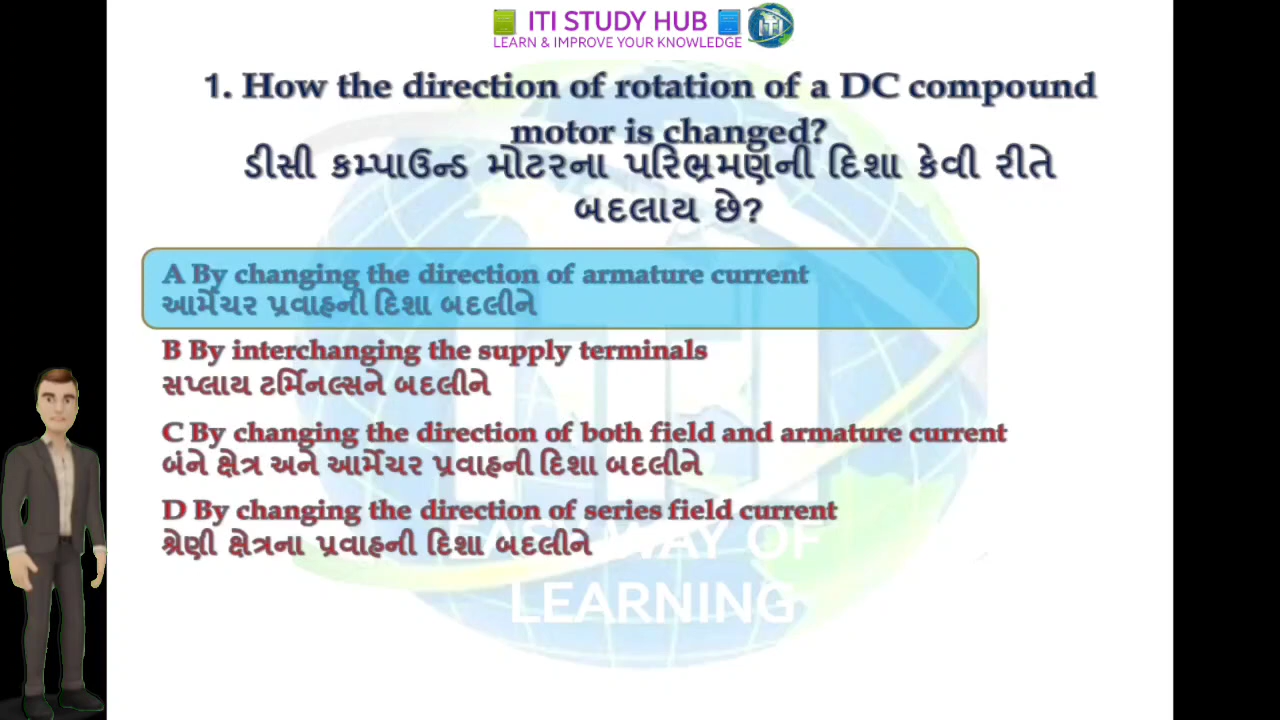 ITI STUDY HUB
ITI
LEARN & IMPROVE YOUR KNOWLEDGE
1. How the direction of rotation of a DC compound
motor is changed?
ડીસી કમ્પાઉન્ડ મોટરના પરિભ્રમણની દિશા કેવી રીતે
બદલાય છે?
A By changing the direction of armature current
આર્મેચર પ્રવાહની દિશા બદલીને
B By interchanging the supply terminals
સપ્લાય ટર્મિનલ્સને બદલીને
C By changing the direction of both field and armature current
બંને ક્ષેત્ર અને આર્મેચર પ્રવાહની દિશા બદલીને
D By changing the direction of series field current
શ્રેણી ક્ષેત્રના પ્રવાહની દિશા બદલીને
EASY WAY OF
LEARNING